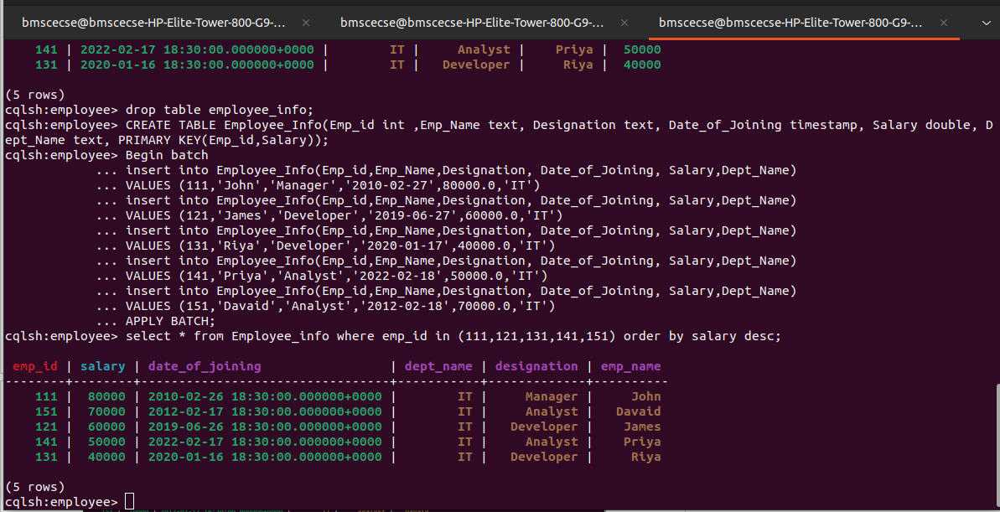 bmscecse@bmscecse-HP-Elite-Tower-800-G9-... × bmscecse@bmscecse-HP-Elite-Tower-800-G9-... × bmscecse@bmscecse-HP-Elite-Tower-800-G9-... ×
141 | 2022-02-17 18:30:00.000000+0000 | IT | Analyst | Priya | 50000
131 | 2020-01-16 18:30:00.000000+0000 | IT | Developer | Riya | 40000
(5 rows)
cqlsh:employee> drop table employee_info;
cqlsh:employee> CREATE TABLE Employee_Info(Emp_id int ,Emp_Name text, Designation text, Date_of_Joining timestamp, Salary double, D
ept_Name text, PRIMARY KEY(Emp_id,Salary));
cqlsh:employee> Begin batch
... insert into Employee_Info(Emp_id,Emp_Name,Designation, Date_of_Joining, Salary,Dept_Name)
... VALUES (111,'John','Manager','2010-02-27',80000.0,'IT')
... insert into Employee_Info(Emp_id,Emp_Name,Designation, Date_of_Joining, Salary,Dept_Name)
... VALUES (121,'James','Developer','2019-06-27',60000.0,'IT')
... insert into Employee_Info(Emp_id,Emp_Name,Designation, Date_of_Joining, Salary,Dept_Name)
... VALUES (131,'Riya','Developer','2020-01-17',40000.0,'IT')
... insert into Employee_Info(Emp_id,Emp_Name,Designation, Date_of_Joining, Salary,Dept_Name)
... VALUES (141,'Priya','Analyst','2022-02-18',50000.0,'IT')
... insert into Employee_Info(Emp_id,Emp_Name,Designation, Date_of_Joining, Salary,Dept_Name)
... VALUES (151,'Davaid','Analyst','2012-02-18',70000.0,'IT')
... APPLY BATCH;
cqlsh:employee> select * from Employee_info where emp_id in (111,121,131,141,151) order by salary desc;
emp_id | salary | date_of_joining | dept_name | designation | emp_name
--------+--------+---------------------------------+-----------+-------------+----------
111 | 80000 | 2010-02-26 18:30:00.000000+0000 | IT | Manager | John
151 | 70000 | 2012-02-17 18:30:00.000000+0000 | IT | Analyst | Davaid
121 | 60000 | 2019-06-26 18:30:00.000000+0000 | IT | Developer | James
141 | 50000 | 2022-02-17 18:30:00.000000+0000 | IT | Analyst | Priya
131 | 40000 | 2020-01-16 18:30:00.000000+0000 | IT | Developer | Riya
(5 rows)
cqlsh:employee>